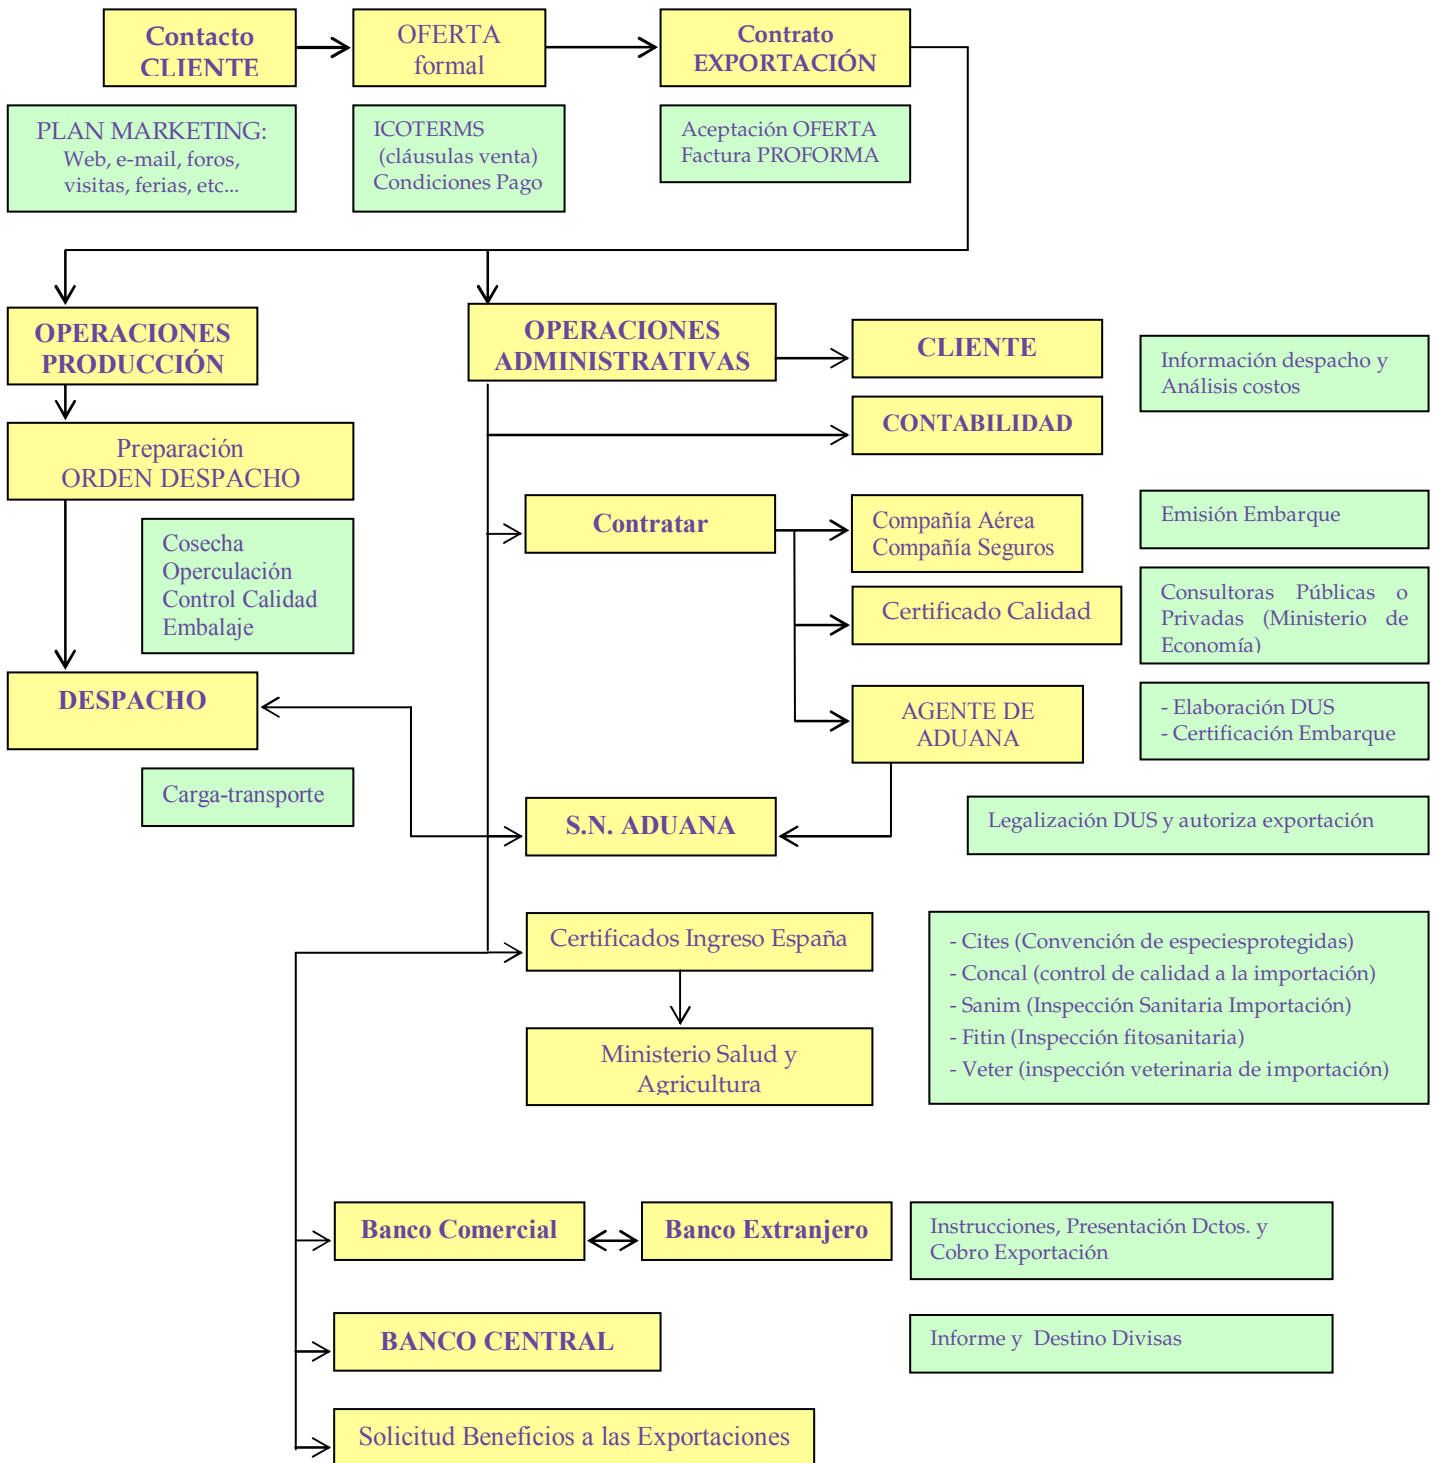 Contacto
CLIENTE
OFERTA
formal
Contrato
EXPORTACIÓN
PLAN MARKETING:
Web, e-mail, foros,
visitas, ferias, etc...
ICOTERMS
(cláusulas venta)
Condiciones Pago
Aceptación OFERTA
Factura PROFORMA
OPERACIONES
PRODUCCIÓN
OPERACIONES
ADMINISTRATIVAS
CLIENTE
Información despacho y
Análisis costos
CONTABILIDAD
Preparación
ORDEN DESPACHO
Contratar
Compañía Aérea
Compañía Seguros
Emisión Embarque
Cosecha
Operculación
Control Calidad
Embalaje
Certificado Calidad
Consultoras Públicas o
Privadas (Ministerio de
Economía)
DESPACHO
AGENTE DE
ADUANA
- Elaboración DUS
- Certificación Embarque
Carga-transporte
S.N. ADUANA
Legalización DUS y autoriza exportación
Certificados Ingreso España
- Cites (Convención de especiesprotegidas)
- Concal (control de calidad a la importación)
- Sanim (Inspección Sanitaria Importación)
- Fitin (Inspección fitosanitaria)
- Veter (inspección veterinaria de importación)
Ministerio Salud y
Agricultura
Banco Comercial
Banco Extranjero
Instrucciones, Presentación Dctos. y
Cobro Exportación
BANCO CENTRAL
Informe y Destino Divisas
Solicitud Beneficios a las Exportaciones